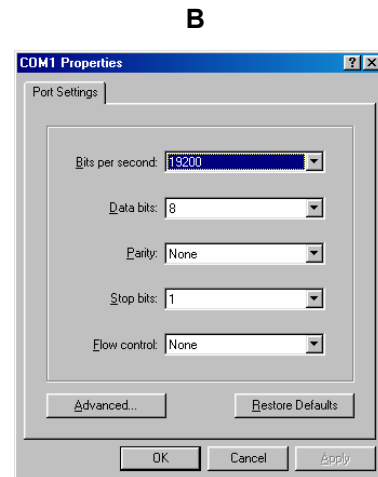 B
COM1 Properties
Port Settings
Bits per second: 19200
Data bits: 8
Parity: None
Stop bits: 1
Flow control: None
Advanced... Restore Defaults
OK Cancel Apply